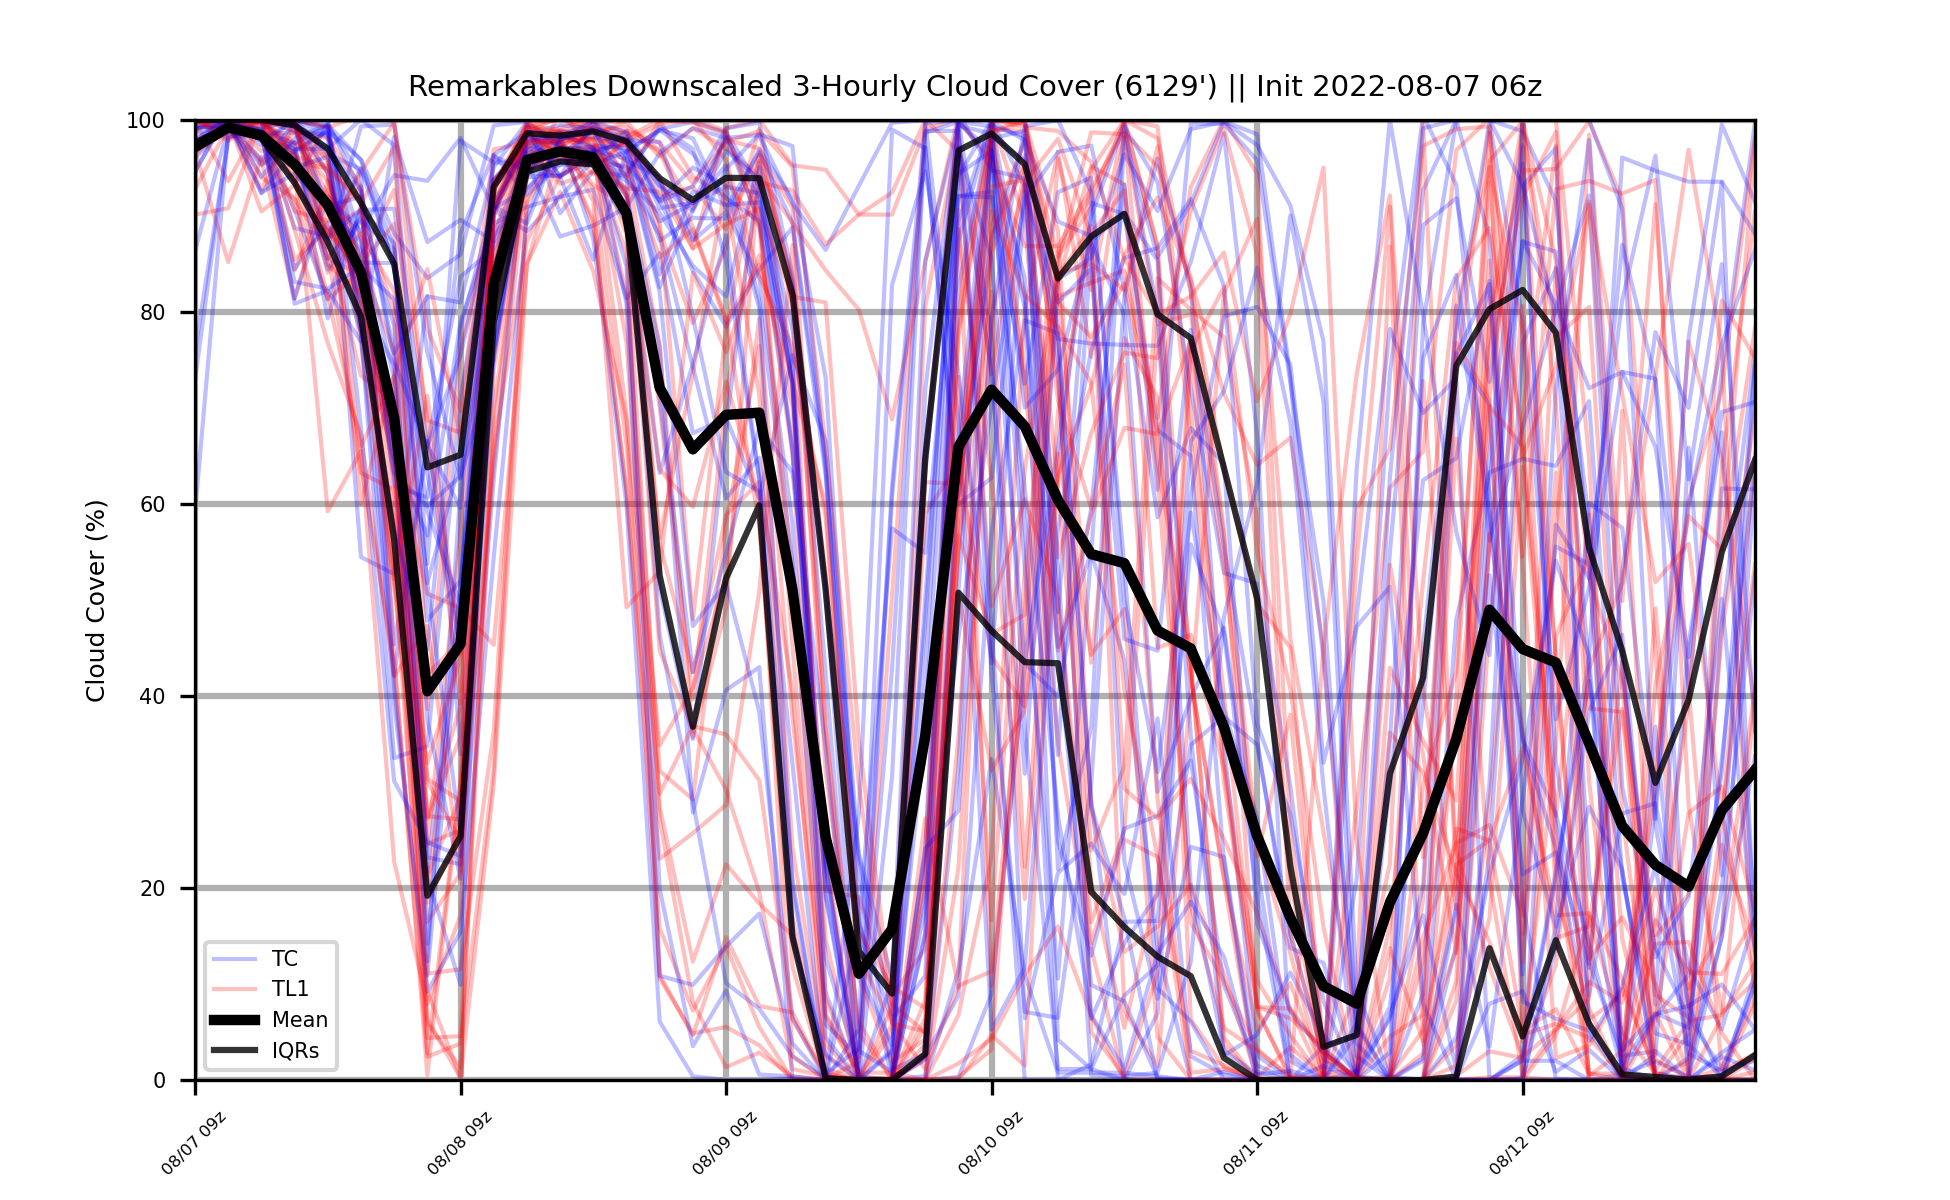 Remarkables Downscaled 3-Hourly Cloud Cover (6129') || Init 2022-08-07 06z
Cloud Cover (%)
100
80
60
40
20
0
TC
TL1
Mean
IQRs
08/07 09z
08/08 09z
08/09 09z
08/10 09z
08/11 09z
08/12 09z